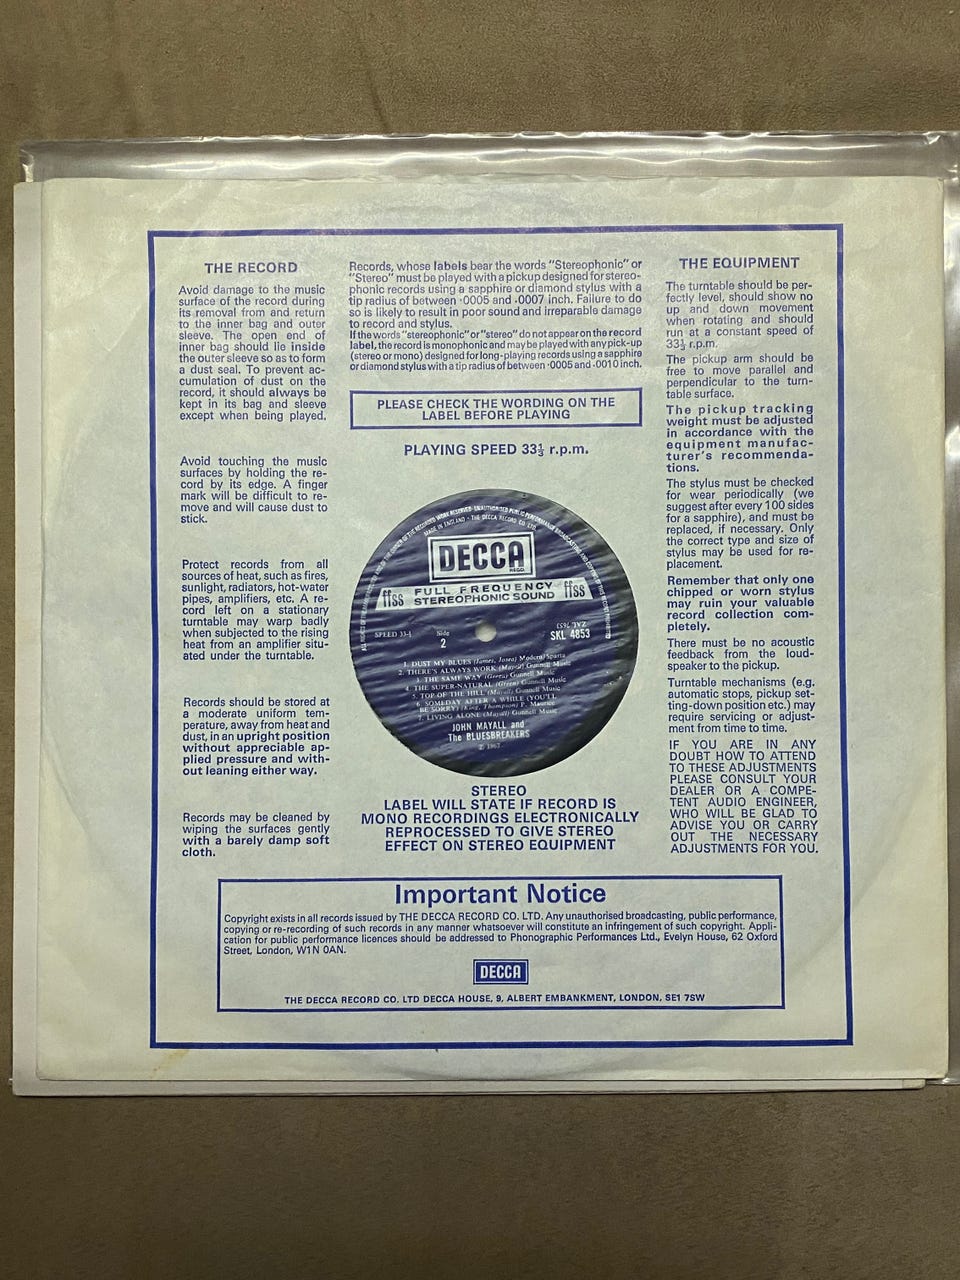 THE RECORD
Avoid damage to the music
surface of the record during
its removal from and return
to the inner bag and outer
sleeve. The open end of
inner bag should lie inside
the outer sleeve so as to form
a dust seal. To prevent ac-
cumulation of dust on the
record, it should always be
kept in its bag and sleeve
except when being played.
Avoid touching the music
surfaces by holding the re-
cord by its edge. A finger
mark will be difficult to re-
move and will cause dust to
stick.
Protect records from all
sources of heat, such as fires,
sunlight, radiators, hot-water
pipes, amplifiers, etc. A re-
cord left on a stationary
turntable may warp badly
when subjected to the rising
heat from an amplifier situ-
ated under the turntable.
Records should be stored at
a moderate uniform tem-
perature, away from heat and
dust, in an upright position
without appreciable ap-
plied pressure and with-
out leaning either way.
Records may be cleaned by
wiping the surfaces gently
with a barely damp soft
cloth.
Records, whose labels bear the words "Stereophonic" or
"Stereo" must be played with a pickup designed for stereo-
phonic records using a sapphire or diamond stylus with a
tip radius of between ·0005 and ·0007 inch. Failure to do
so is likely to result in poor sound and irreparable damage
to record and stylus.
If the words "stereophonic" or "stereo" do not appear on the record
label, the record is monophonic and may be played with any pick-up
(stereo or mono) designed for long-playing records using a sapphire
or diamond stylus with a tip radius of between ·0005 and ·0010 inch.
PLEASE CHECK THE WORDING ON THE
LABEL BEFORE PLAYING
PLAYING SPEED 33⅓ r.p.m.
MADE IN ENGLAND · THE DECCA RECORD CO. LTD.
DECCA
REGD.
ffss FULL FREQUENCY STEREOPHONIC SOUND ffss
SPEED 33⅓
Side
2
SKL 4853
1. DUST MY BLUES (James, Josea) Modern/Sparta
2. THERE'S ALWAYS WORK (Mayall) Gunnell Music
3. THE SAME WAY (Green) Gunnell Music
4. THE SUPER-NATURAL (Green) Gunnell Music
5. TOP OF THE HILL (Mayall) Gunnell Music
6. SOMEDAY AFTER A WHILE (YOU'LL
BE SORRY) (King, Thompson) P. Maurice
7. LIVING ALONE (Mayall) Gunnell Music
JOHN MAYALL and
The BLUESBREAKERS
℗ 1967
STEREO
LABEL WILL STATE IF RECORD IS
MONO RECORDINGS ELECTRONICALLY
REPROCESSED TO GIVE STEREO
EFFECT ON STEREO EQUIPMENT
THE EQUIPMENT
The turntable should be per-
fectly level, should show no
up and down movement
when rotating and should
run at a constant speed of
33⅓ r.p.m.
The pickup arm should be
free to move parallel and
perpendicular to the turn-
table surface.
The pickup tracking
weight must be adjusted
in accordance with the
equipment manufac-
turer's recommenda-
tions.
The stylus must be checked
for wear periodically (we
suggest after every 100 sides
for a sapphire), and must be
replaced, if necessary. Only
the correct type and size of
stylus may be used for re-
placement.
Remember that only one
chipped or worn stylus
may ruin your valuable
record collection com-
pletely.
There must be no acoustic
feedback from the loud-
speaker to the pickup.
Turntable mechanisms (e.g.
automatic stops, pickup set-
ting-down position etc.) may
require servicing or adjust-
ment from time to time.
IF YOU ARE IN ANY
DOUBT HOW TO ATTEND
TO THESE ADJUSTMENTS
PLEASE CONSULT YOUR
DEALER OR A COMPE-
TENT AUDIO ENGINEER,
WHO WILL BE GLAD TO
ADVISE YOU OR CARRY
OUT THE NECESSARY
ADJUSTMENTS FOR YOU.
Important Notice
Copyright exists in all records issued by THE DECCA RECORD CO. LTD. Any unauthorised broadcasting, public performance,
copying or re-recording of such records in any manner whatsoever will constitute an infringement of such copyright. Appli-
cation for public performance licences should be addressed to Phonographic Performances Ltd., Evelyn House, 62 Oxford
Street, London, W1N 0AN.
DECCA
THE DECCA RECORD CO. LTD DECCA HOUSE, 9, ALBERT EMBANKMENT, LONDON, SE1 7SW